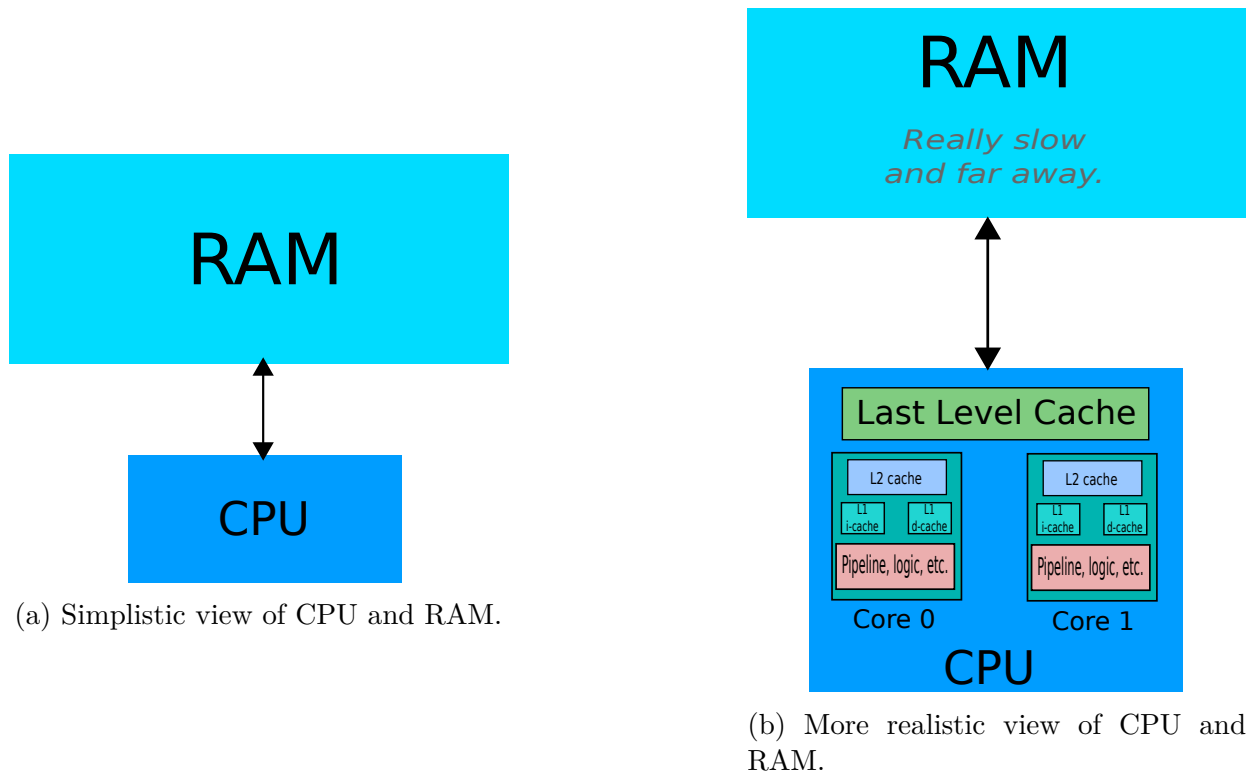 RAM
CPU
(a) Simplistic view of CPU and RAM.
RAM
Really slow
and far away.
Last Level Cache
L2 cache
L1
i-cache
L1
d-cache
Pipeline, logic, etc.
Core 0
L2 cache
L1
i-cache
L1
d-cache
Pipeline, logic, etc.
Core 1
CPU
(b) More realistic view of CPU and
RAM.